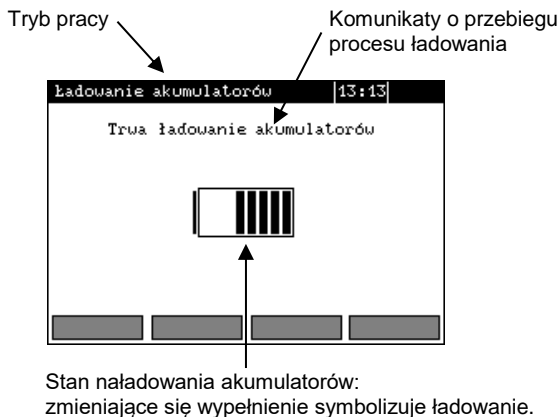 Tryb pracy
Komunikaty o przebiegu
procesu ładowania
Ładowanie akumulatorów |13:13|
Trwa ładowanie akumulatorów
Stan naładowania akumulatorów:
zmieniające się wypełnienie symbolizuje ładowanie.